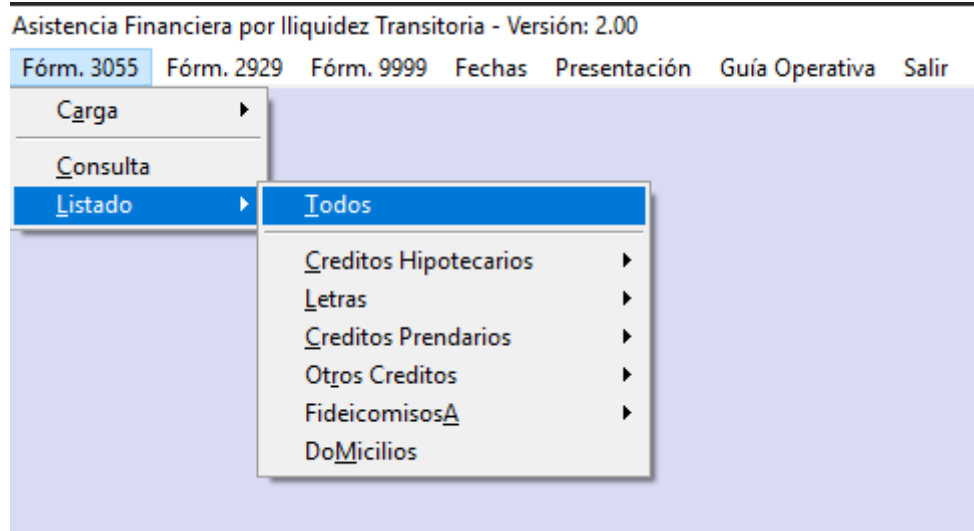 Asistencia Financiera por Iliquidez Transitoria - Versión: 2.00
Fórm. 3055 Fórm. 2929 Fórm. 9999 Fechas Presentación Guía Operativa Salir
Carga
Consulta
Listado
Todos
Creditos Hipotecarios
Letras
Creditos Prendarios
Otros Creditos
FideicomisosA
DoMicilios